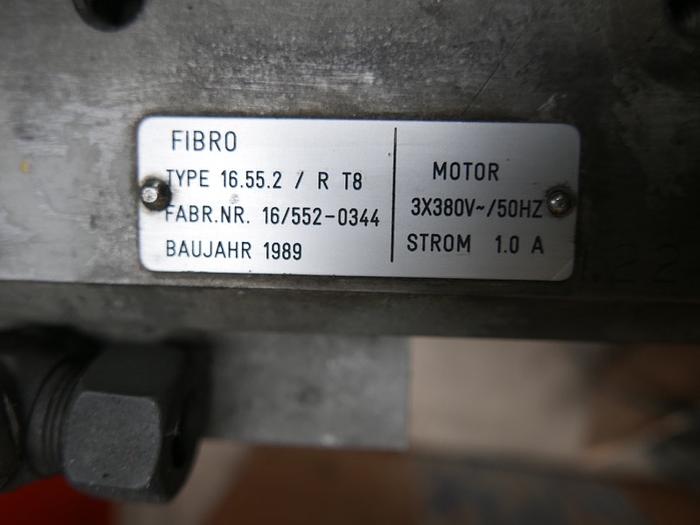 FIBRO
TYPE 16.55.2 / R T8
FABR.NR. 16/552-0344
BAUJAHR 1989
MOTOR
3X380V~/50HZ
STROM 1.0 A